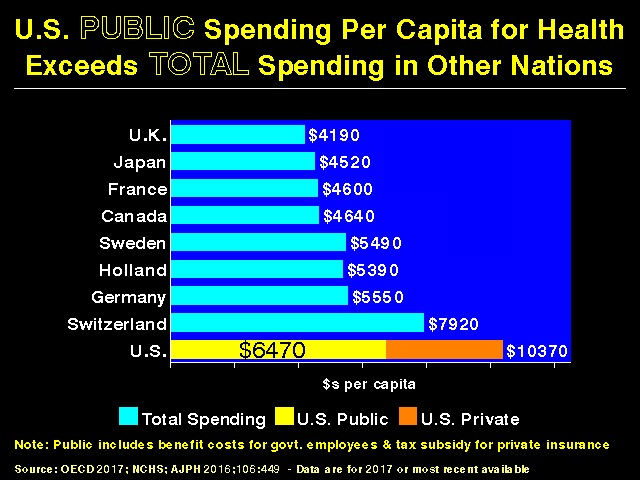 U.S. PUBLIC Spending Per Capita for Health
Exceeds TOTAL Spending in Other Nations
U.K. $4190
Japan $4520
France $4600
Canada $4640
Sweden $5490
Holland $5390
Germany $5550
Switzerland $7920
U.S. $6470 $10370
$s per capita
Total Spending U.S. Public U.S. Private
Note: Public includes benefit costs for govt. employees & tax subsidy for private insurance
Source: OECD 2017; NCHS; AJPH 2016;106:449 - Data are for 2017 or most recent available